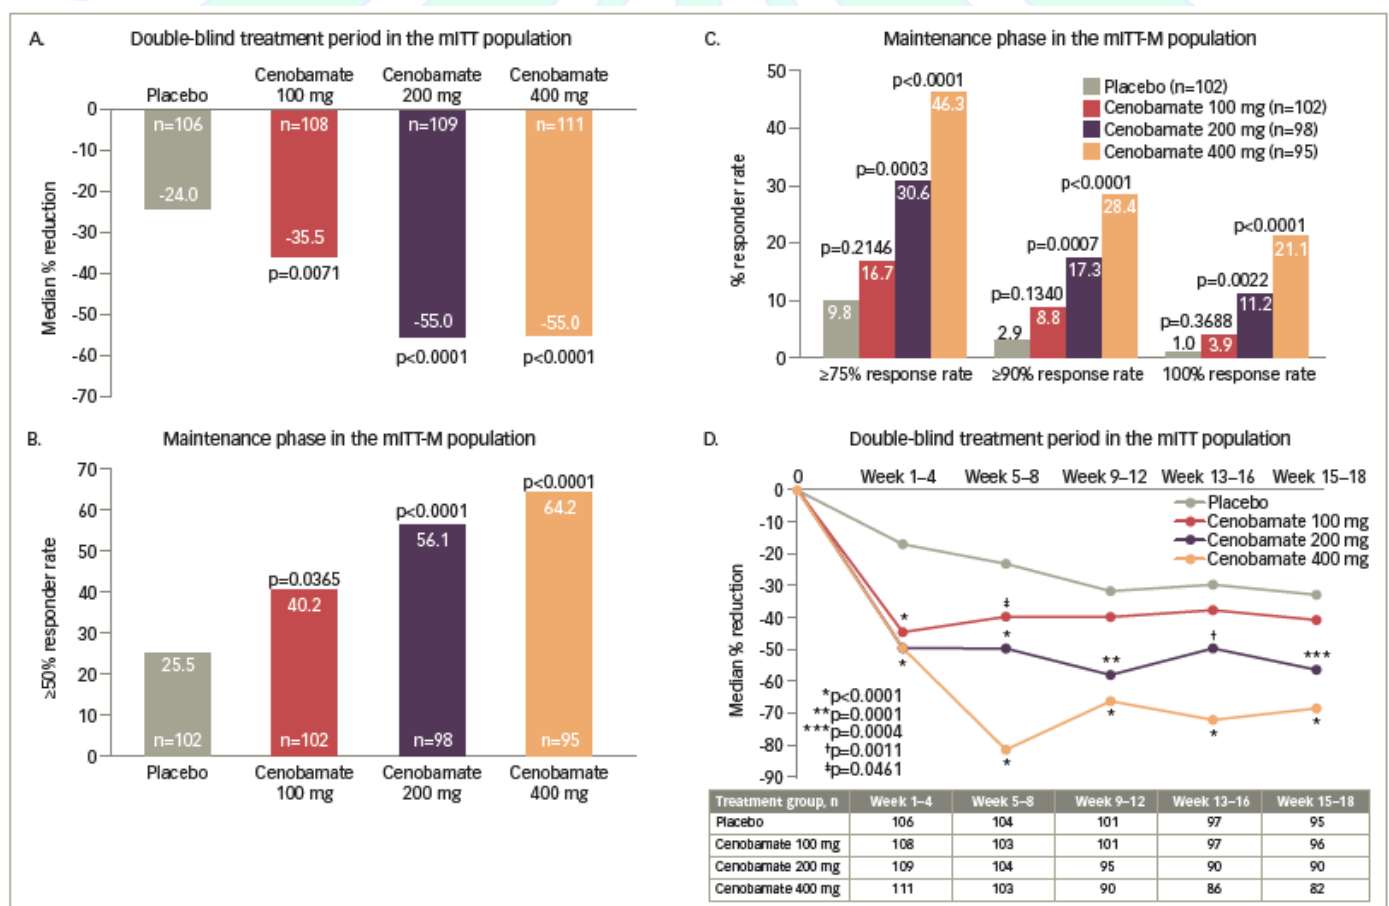 A. Double-blind treatment period in the mITT population
Placebo
Cenobamate 100 mg
Cenobamate 200 mg
Cenobamate 400 mg
Median % reduction
0
-10
-20
-30
-40
-50
-60
-70
n=106
n=108
n=109
n=111
-24.0
-35.5
-55.0
-55.0
p=0.0071
p<0.0001
p<0.0001
B. Maintenance phase in the mITT-M population
≥50% responder rate
70
60
50
40
30
20
10
0
25.5
p=0.0365
40.2
p<0.0001
56.1
p<0.0001
64.2
n=102
n=102
n=98
n=95
Placebo
Cenobamate 100 mg
Cenobamate 200 mg
Cenobamate 400 mg
C. Maintenance phase in the mITT-M population
% responder rate
50
40
30
20
10
0
Placebo (n=102)
Cenobamate 100 mg (n=102)
Cenobamate 200 mg (n=98)
Cenobamate 400 mg (n=95)
9.8
p=0.2146
16.7
p=0.0003
30.6
p<0.0001
46.3
2.9
p=0.1340
8.8
p=0.0007
17.3
p<0.0001
28.4
1.0
p=0.3688
3.9
p=0.0022
11.2
p<0.0001
21.1
≥75% response rate
≥90% response rate
100% response rate
D. Double-blind treatment period in the mITT population
0 Week 1–4 Week 5–8 Week 9–12 Week 13–16 Week 15–18
Median % reduction
0
-10
-20
-30
-40
-50
-60
-70
-80
-90
Placebo
Cenobamate 100 mg
Cenobamate 200 mg
Cenobamate 400 mg
* ‡
* * ** † ***
* * * *
*p<0.0001
**p=0.0001
***p=0.0004
†p=0.0011
‡p=0.0461
Treatment group, n Week 1–4 Week 5–8 Week 9–12 Week 13–16 Week 15–18
Placebo 106 104 101 97 95
Cenobamate 100 mg 108 103 101 97 96
Cenobamate 200 mg 109 104 95 90 90
Cenobamate 400 mg 111 103 90 86 82